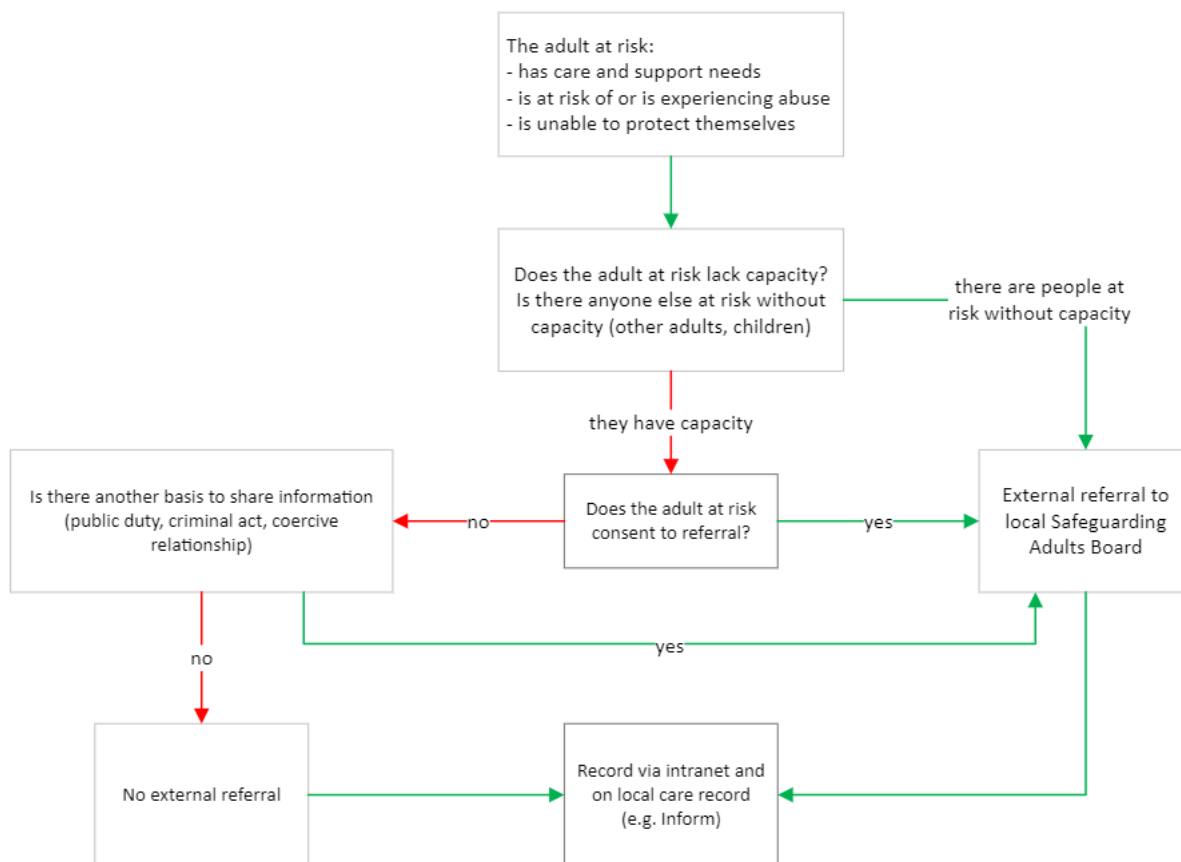 The adult at risk:
- has care and support needs
- is at risk of or is experiencing abuse
- is unable to protect themselves
Does the adult at risk lack capacity?
Is there anyone else at risk without
capacity (other adults, children)
there are people at
risk without capacity
they have capacity
Is there another basis to share information
(public duty, criminal act, coercive
relationship)
no
Does the adult at risk
consent to referral?
yes
External referral to
local Safeguarding
Adults Board
no
yes
No external referral
Record via intranet and
on local care record
(e.g. Inform)